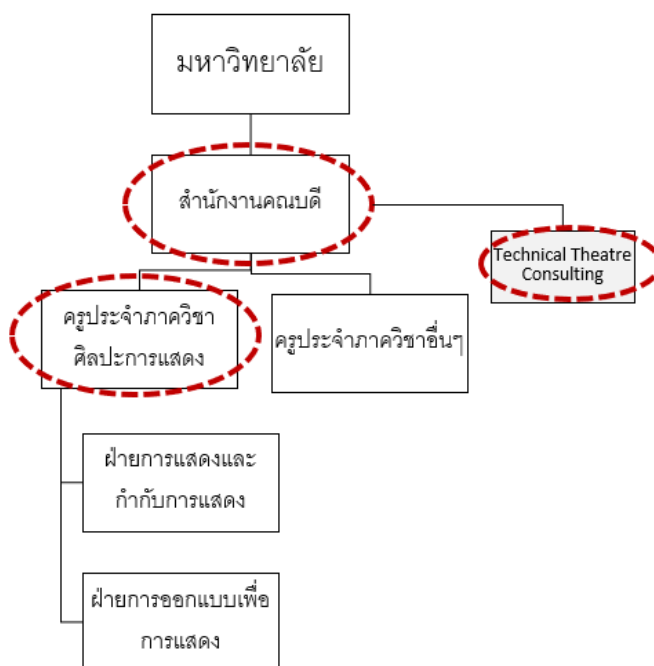 มหาวิทยาลัย
สำนักงานคณบดี
Technical Theatre
Consulting
ครูประจำภาควิชา
ศิลปะการแสดง
ครูประจำภาควิชาอื่นๆ
ฝ่ายการแสดงและ
กำกับการแสดง
ฝ่ายการออกแบบเพื่อ
การแสดง